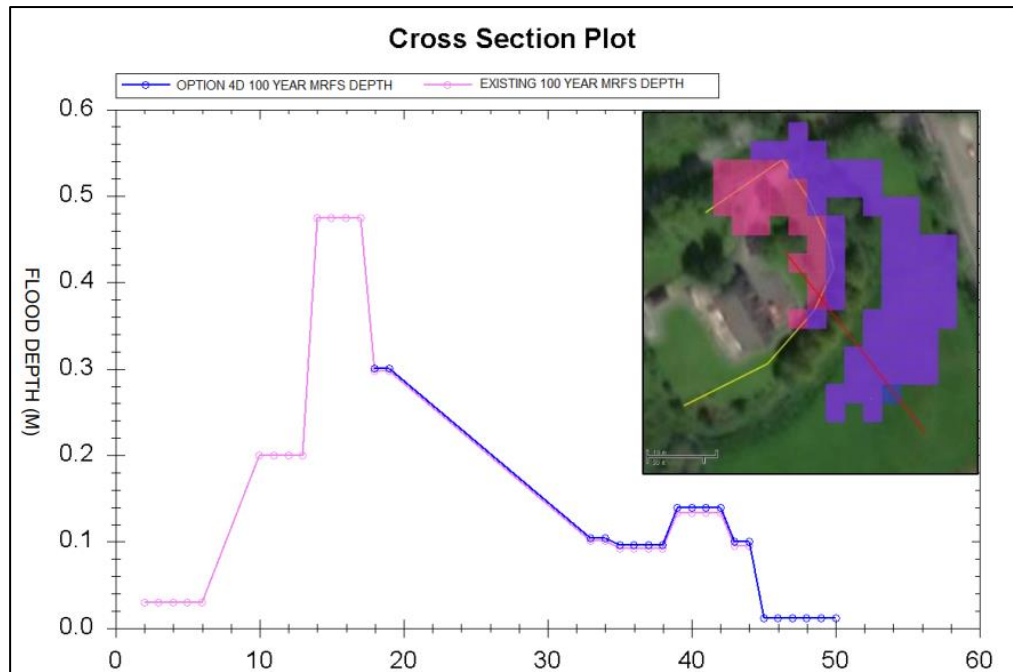 Cross Section Plot
OPTION 4D 100 YEAR MRFS DEPTH
EXISTING 100 YEAR MRFS DEPTH
0.6
0.5
0.4
0.3
0.2
0.1
0.0
FLOOD DEPTH (M)
0 10 20 30 40 50 60